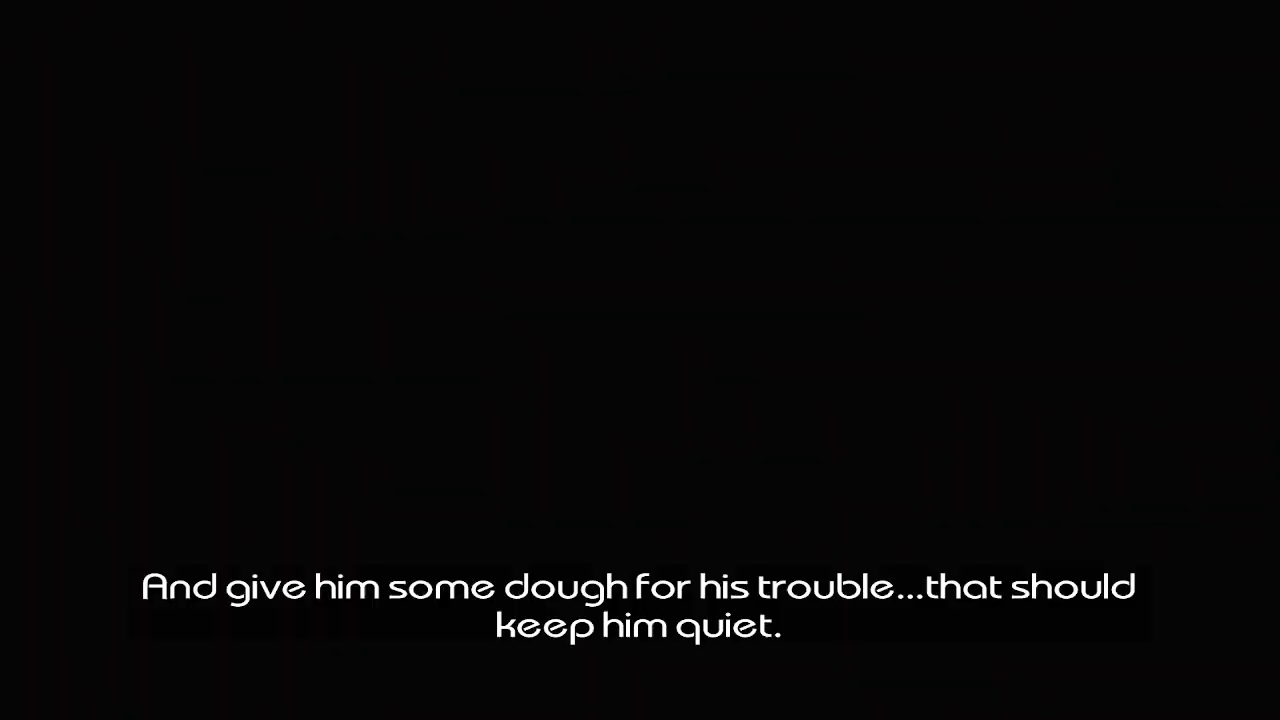 And give him some dough for his trouble...that should
keep him quiet.